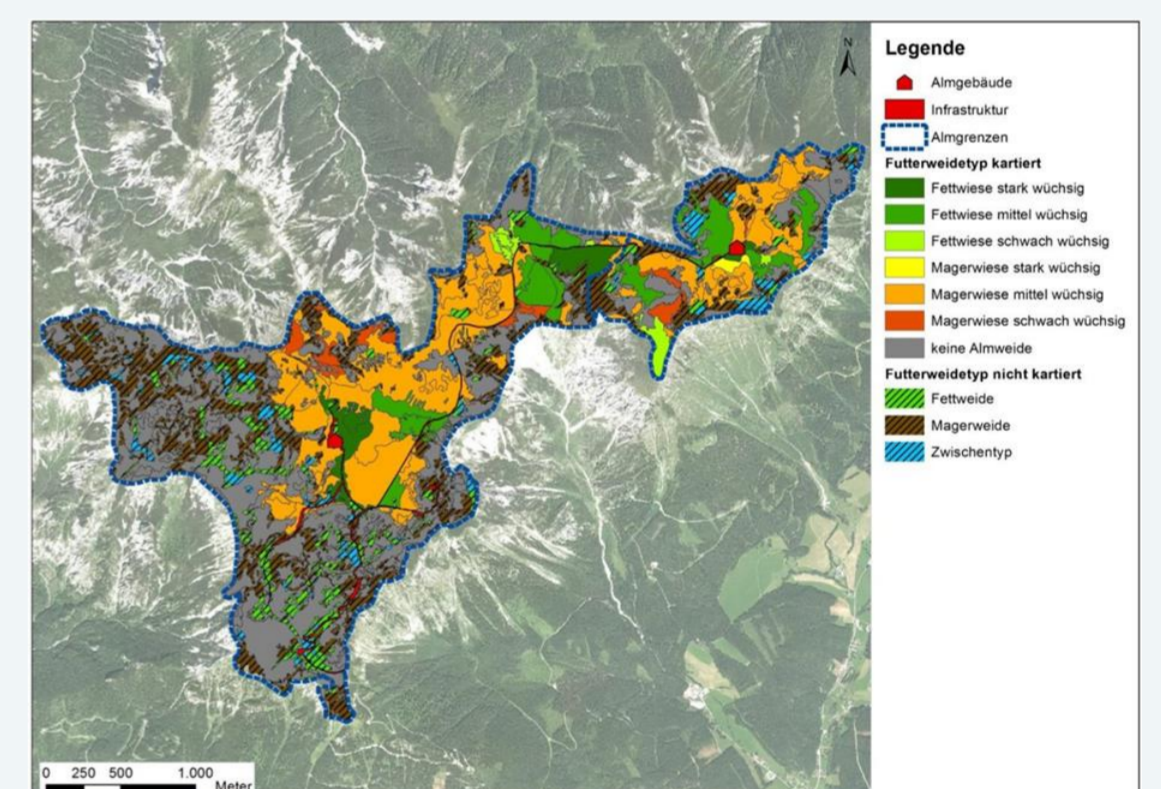 N
Legende
Almgebäude
Infrastruktur
Almgrenzen
Futterweidetyp kartiert
Fettwiese stark wüchsig
Fettwiese mittel wüchsig
Fettwiese schwach wüchsig
Magerwiese stark wüchsig
Magerwiese mittel wüchsig
Magerwiese schwach wüchsig
keine Almweide
Futterweidetyp nicht kartiert
Fettweide
Magerweide
Zwischentyp
0 250 500 1.000
Meter